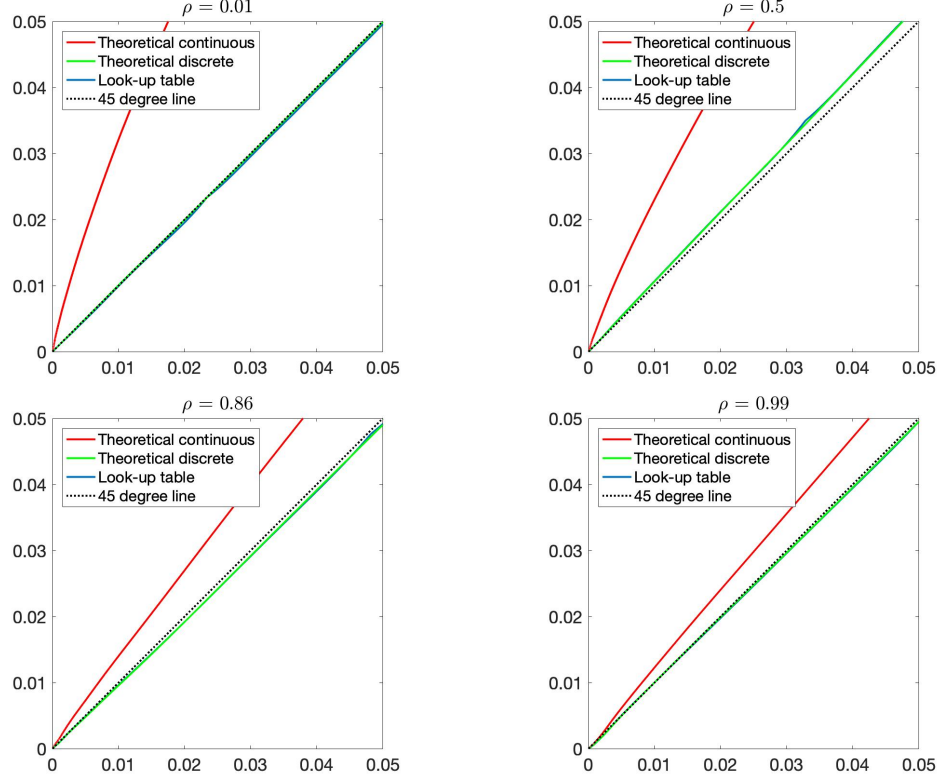 ρ = 0.01
0.05
0.04
0.03
0.02
0.01
0
Theoretical continuous
Theoretical discrete
Look-up table
45 degree line
0 0.01 0.02 0.03 0.04 0.05
ρ = 0.5
0.05
0.04
0.03
0.02
0.01
0
Theoretical continuous
Theoretical discrete
Look-up table
45 degree line
0 0.01 0.02 0.03 0.04 0.05
ρ = 0.86
0.05
0.04
0.03
0.02
0.01
0
Theoretical continuous
Theoretical discrete
Look-up table
45 degree line
0 0.01 0.02 0.03 0.04 0.05
ρ = 0.99
0.05
0.04
0.03
0.02
0.01
0
Theoretical continuous
Theoretical discrete
Look-up table
45 degree line
0 0.01 0.02 0.03 0.04 0.05